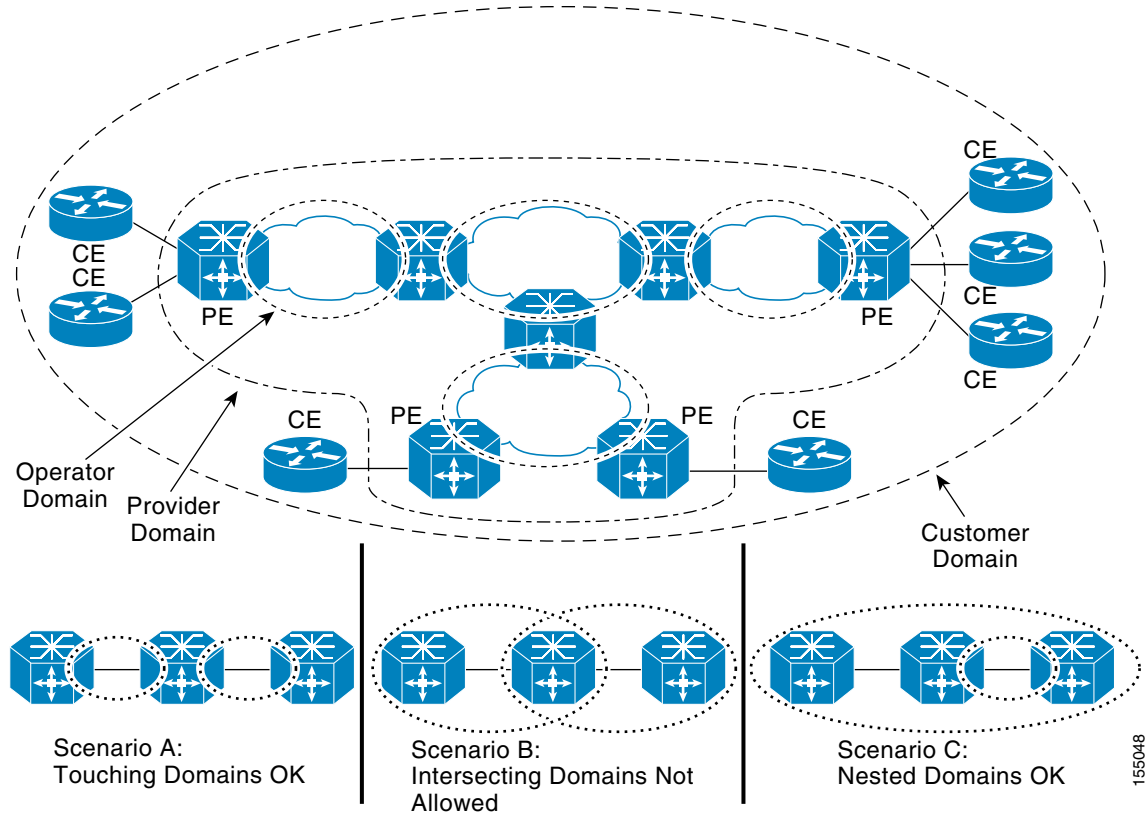 CE
CE
CE
PE
CE
PE
CE
CE
CE
PE
PE
CE
Operator
Domain
Provider
Domain
Customer
Domain
Scenario A:
Touching Domains OK
Scenario B:
Intersecting Domains Not
Allowed
Scenario C:
Nested Domains OK
155048